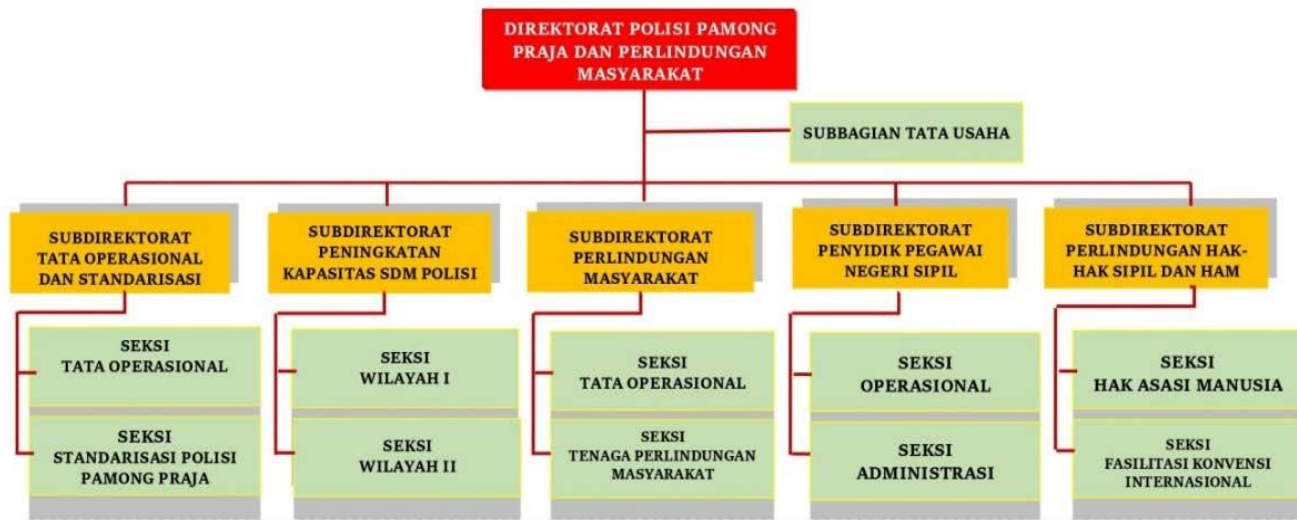 DIREKTORAT POLISI PAMONG
PRAJA DAN PERLINDUNGAN
MASYARAKAT
SUBBAGIAN TATA USAHA
SUBDIREKTORAT
TATA OPERASIONAL
DAN STANDARISASI
SUBDIREKTORAT
PENINGKATAN
KAPASITAS SDM POLISI
SUBDIREKTORAT
PERLINDUNGAN
MASYARAKAT
SUBDIREKTORAT
PENYIDIK PEGAWAI
NEGERI SIPIL
SUBDIREKTORAT
PERLINDUNGAN HAK-
HAK SIPIL DAN HAM
SEKSI
TATA OPERASIONAL
SEKSI
WILAYAH I
SEKSI
TATA OPERASIONAL
SEKSI
OPERASIONAL
SEKSI
HAK ASASI MANUSIA
SEKSI
STANDARISASI POLISI
PAMONG PRAJA
SEKSI
WILAYAH II
SEKSI
TENAGA PERLINDUNGAN
MASYARAKAT
SEKSI
ADMINISTRASI
SEKSI
FASILITASI KONVENSI
INTERNASIONAL